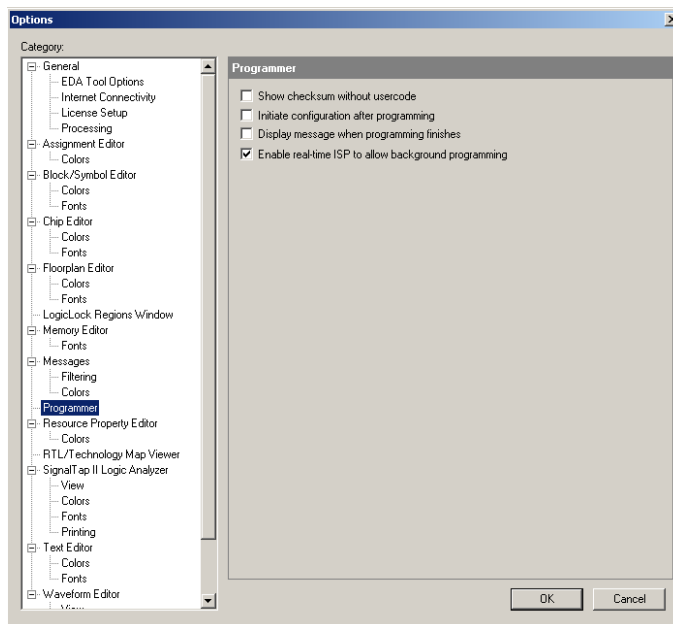 Options
Category:
General
EDA Tool Options
Internet Connectivity
License Setup
Processing
Assignment Editor
Colors
Block/Symbol Editor
Colors
Fonts
Chip Editor
Colors
Fonts
Floorplan Editor
Colors
Fonts
LogicLock Regions Window
Memory Editor
Fonts
Messages
Filtering
Colors
Programmer
Resource Property Editor
Colors
RTL/Technology Map Viewer
SignalTap II Logic Analyzer
View
Colors
Fonts
Printing
Text Editor
Colors
Fonts
Waveform Editor
View
Programmer
Show checksum without usercode
Initiate configuration after programming
Display message when programming finishes
Enable real-time ISP to allow background programming
OK
Cancel